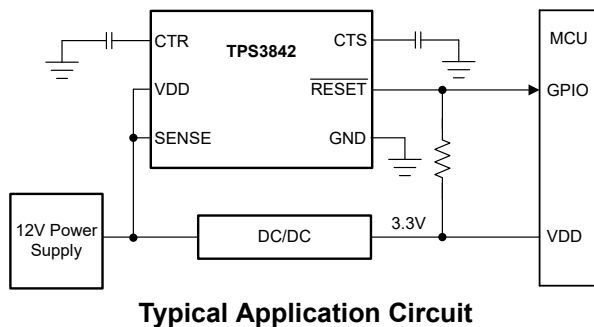 CTR
TPS3842
CTS
MCU
VDD
RESET
GPIO
SENSE
GND
12V Power
Supply
DC/DC
3.3V
VDD
Typical Application Circuit